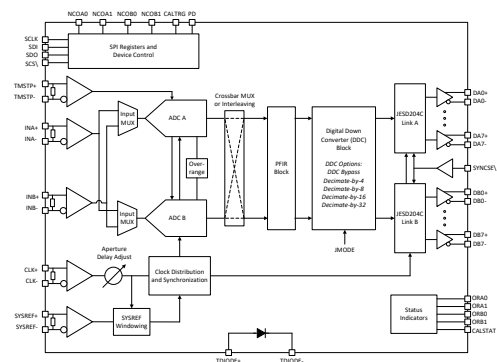 NCOA0 NCOA1 NCOB0 NCOB1 CALTRG PD
SCLK
SDI
SDO
SCS\
SPI Registers and
Device Control
TMSTP+
TMSTP-
INA+
INA-
Input
MUX
ADC A
Crossbar MUX
or Interleaving
Over-
range
PFIR
Block
Digital Down
Converter (DDC)
Block
DDC Options:
DDC Bypass
Decimate-by-4
Decimate-by-8
Decimate-by-16
Decimate-by-32
JMODE
JESD204C
Link A
DA0+
DA0-
DA7+
DA7-
SYNCSE\
INB+
INB-
Input
MUX
ADC B
JESD204C
Link B
DB0+
DB0-
DB7+
DB7-
Aperture
Delay Adjust
CLK+
CLK-
Clock Distribution
and Synchronization
SYSREF+
SYSREF-
SYSREF
Windowing
Status
Indicators
ORA0
ORA1
ORB0
ORB1
CALSTAT
TDIODE+ TDIODE-